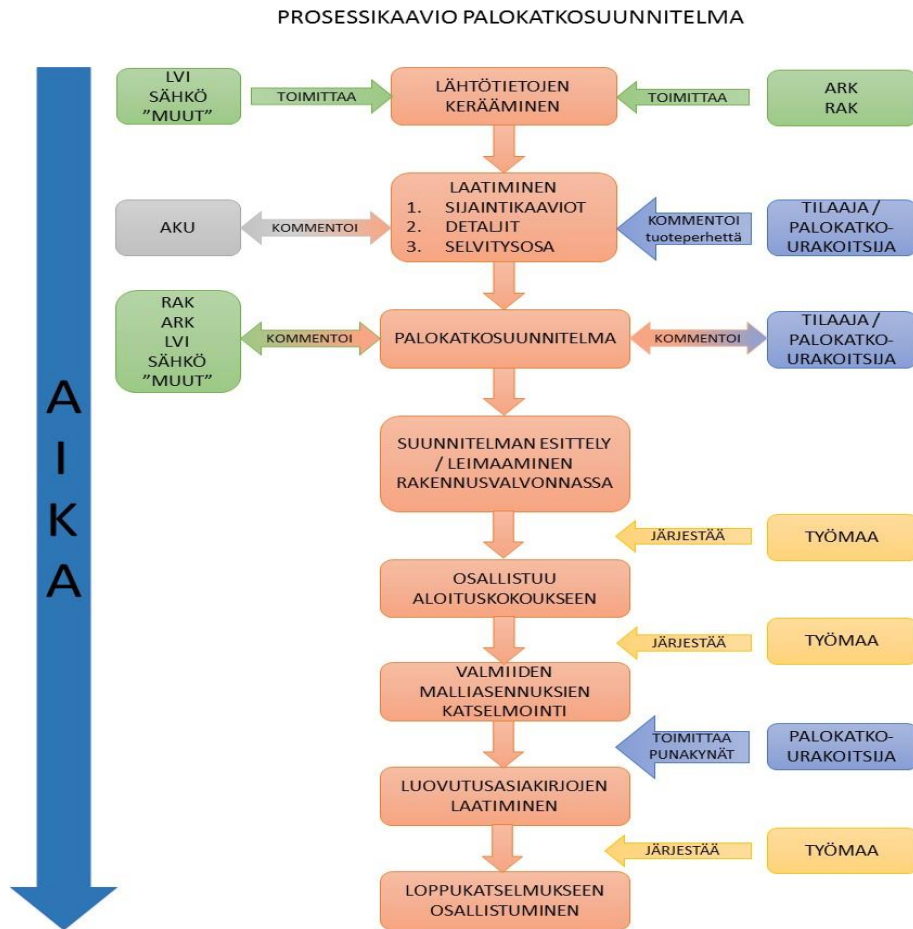 PROSESSIKAAVIO PALOKATKOSUUNNITELMA
LVI
SÄHKÖ
”MUUT”
TOIMITTAA
LÄHTÖTIETOJEN
KERÄÄMINEN
TOIMITTAA
ARK
RAK
AKU
KOMMENTOI
LAATIMINEN
1. SIJAINTIKAAVIOT
2. DETALJIT
3. SELVITYSOSA
KOMMENTOI
tuoteperhettä
TILAAJA /
PALOKATKO-
URAKOITSIJA
RAK
ARK
LVI
SÄHKÖ
”MUUT”
KOMMENTOI
PALOKATKOSUUNNITELMA
KOMMENTOI
TILAAJA /
PALOKATKO-
URAKOITSIJA
A
I
K
A
SUUNNITELMAN ESITTELY
/ LEIMAAMINEN
RAKENNUSVALVONNASSA
JÄRJESTÄÄ
TYÖMAA
OSALLISTUU
ALOITUSKOKOUKSEEN
JÄRJESTÄÄ
TYÖMAA
VALMIIDEN
MALLIASENNUKSIEN
KATSELMOINTI
TOIMITTAA
PUNAKYNÄT
PALOKATKO-
URAKOITSIJA
LUOVUTUSASIAKIRJOJEN
LAATIMINEN
JÄRJESTÄÄ
TYÖMAA
LOPPUKATSELMUKSEEN
OSALLISTUMINEN